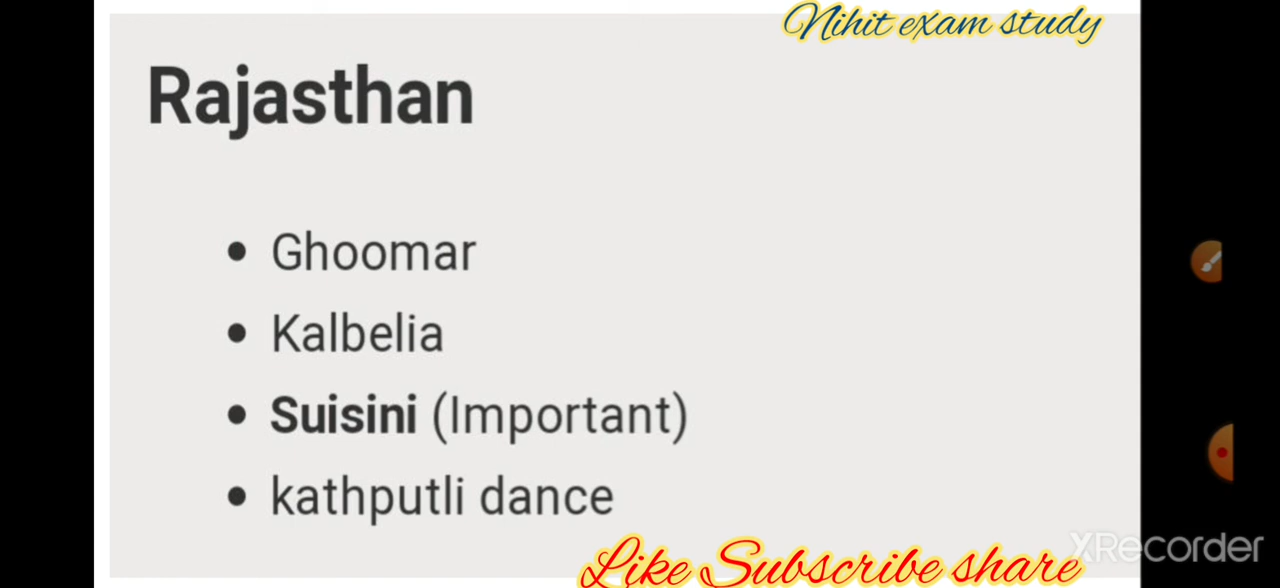 Nihit exam study
Rajasthan
Ghoomar
Kalbelia
Suisini (Important)
kathputli dance
Like Subscribe share
XRecorder